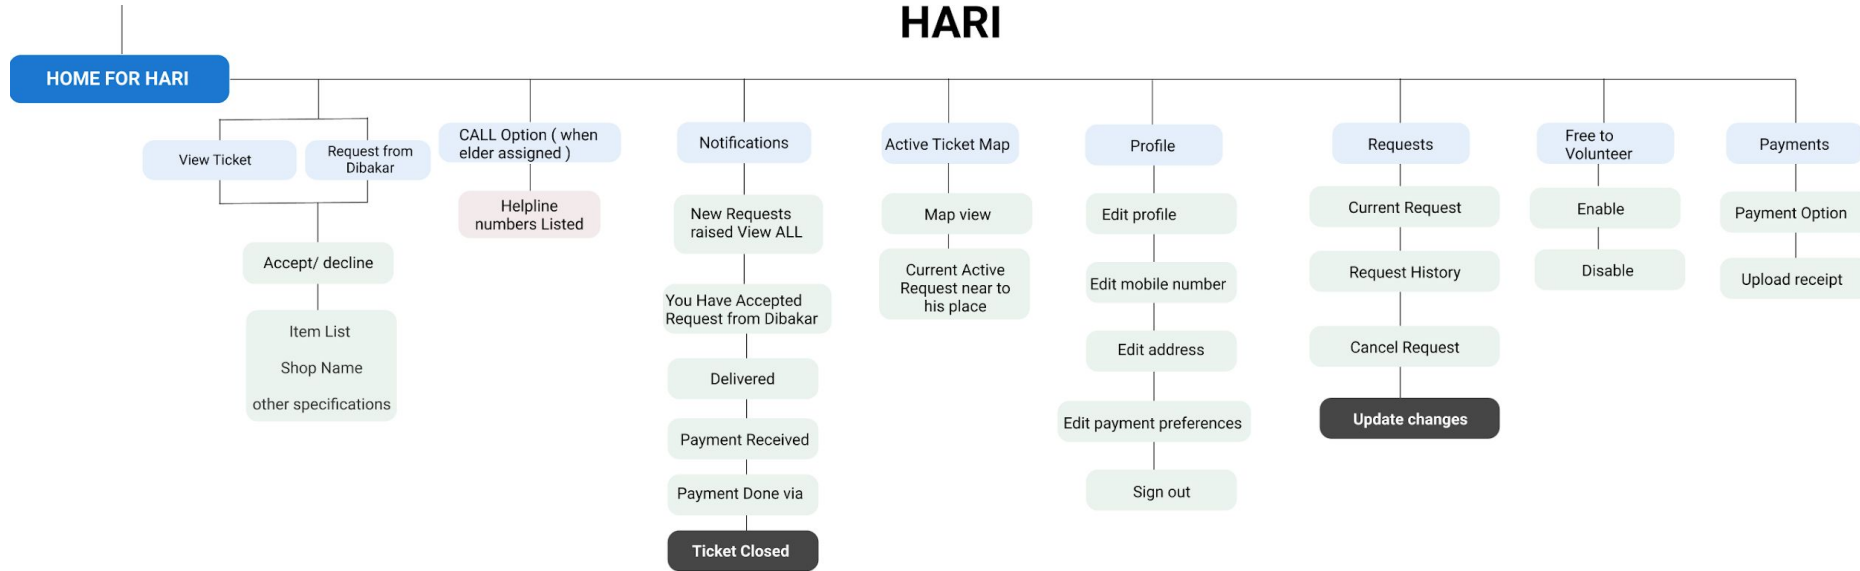 HARI
HOME FOR HARI
View Ticket
Request from
Dibakar
Accept/ decline
Item List
Shop Name
other specifications
CALL Option ( when
elder assigned )
Helpline
numbers Listed
Notifications
New Requests
raised View ALL
You Have Accepted
Request from Dibakar
Delivered
Payment Received
Payment Done via
Ticket Closed
Active Ticket Map
Map view
Current Active
Request near to
his place
Profile
Edit profile
Edit mobile number
Edit address
Edit payment preferences
Sign out
Requests
Current Request
Request History
Cancel Request
Update changes
Free to
Volunteer
Enable
Disable
Payments
Payment Option
Upload receipt